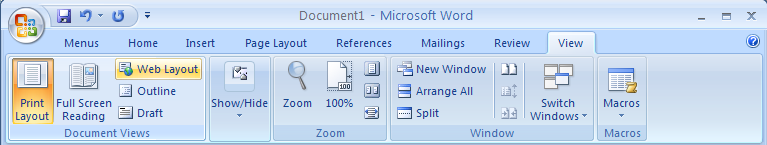 Document1 - Microsoft Word
Menus Home Insert Page Layout References Mailings Review View
Print Layout
Full Screen Reading
Web Layout
Outline
Draft
Document Views
Show/Hide
Zoom
100%
100
Zoom
New Window
Arrange All
Split
Switch Windows
Window
Macros
Macros